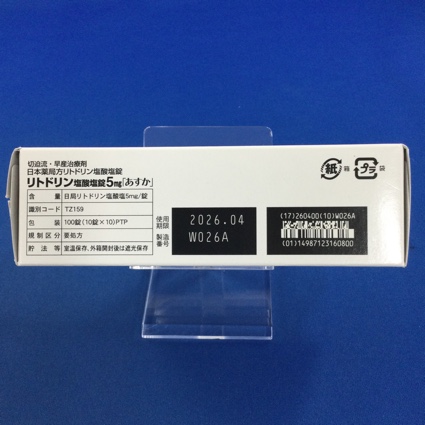 切迫流・早産治療剤
日本薬局方リトドリン塩酸塩錠
リトドリン塩酸塩錠5mg「あすか」
含量 日局リトドリン塩酸塩5mg/錠
識別コード TZ159
包装 100錠(10錠×10)PTP
規制区分 要処方
貯法等 室温保存、外箱開封後は遮光保存
使用期限 2026.04
製造番号 W026A
紙 箱
プラ 袋
(17)260400(10)W026A
(01)14987123160800